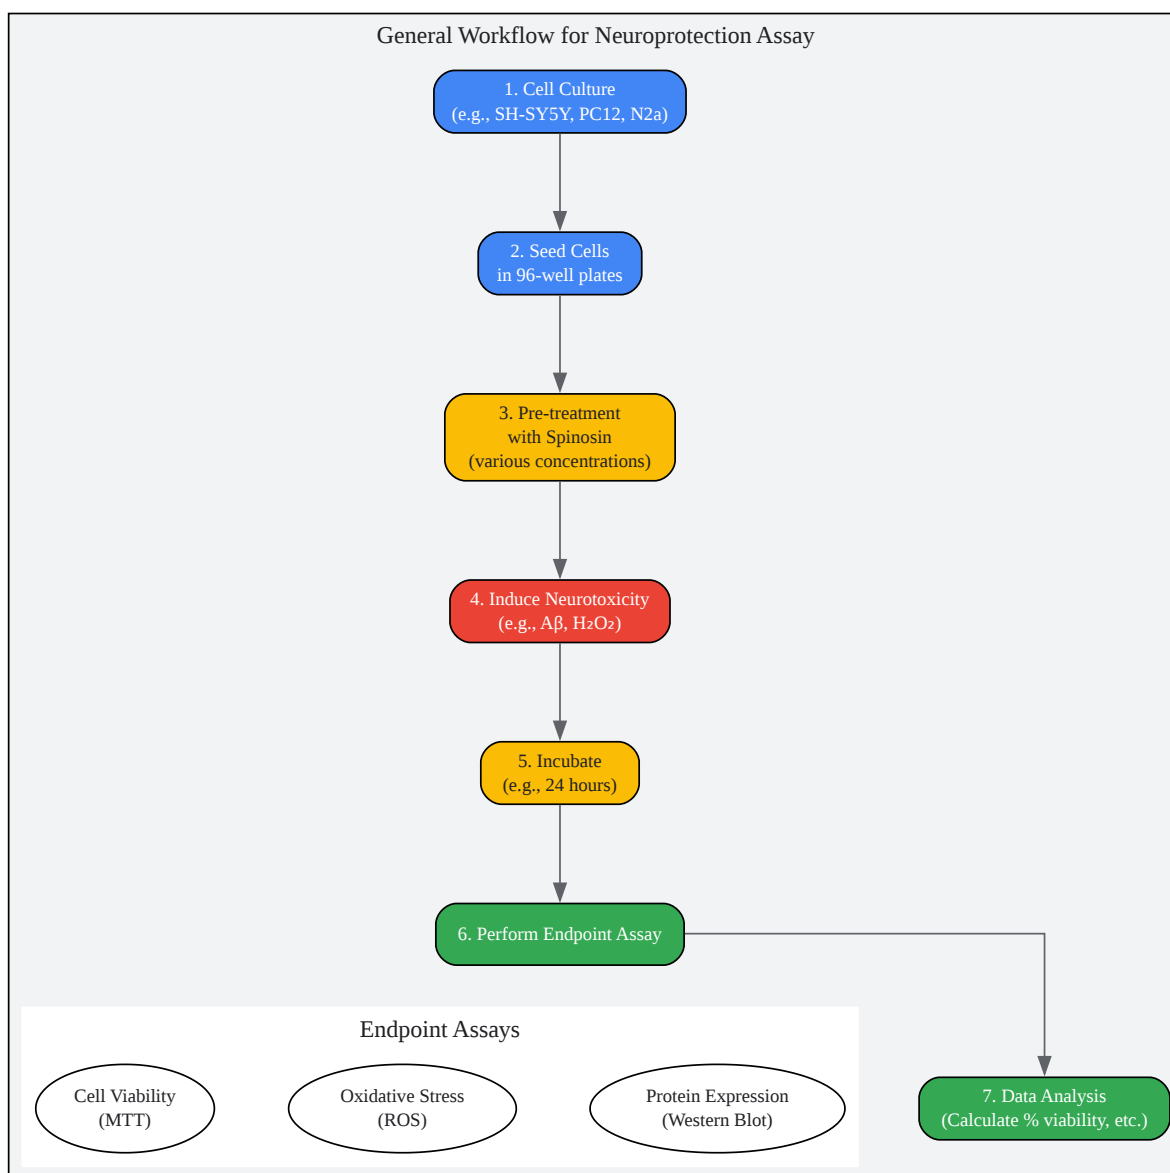 General Workflow for Neuroprotection Assay
1. Cell Culture
(e.g., SH-SY5Y, PC12, N2a)
2. Seed Cells
in 96-well plates
3. Pre-treatment
with Spinosin
(various concentrations)
4. Induce Neurotoxicity
(e.g., Aβ, H₂O₂)
5. Incubate
(e.g., 24 hours)
6. Perform Endpoint Assay
Endpoint Assays
Cell Viability
(MTT)
Oxidative Stress
(ROS)
Protein Expression
(Western Blot)
7. Data Analysis
(Calculate % viability, etc.)